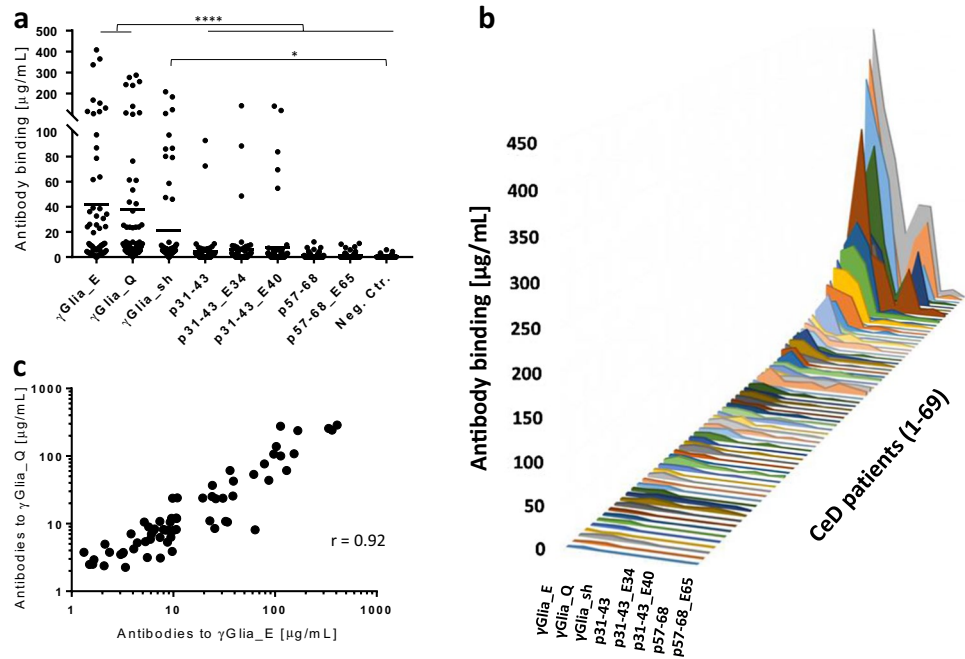 a
****
*
Antibody binding [μg/mL]
500
400
300
200
100
80
60
40
20
0
γGlia_E
γGlia_Q
γGlia_sh
p31-43
p31-43_E34
p31-43_E40
p57-68
p57-68_E65
Neg. Ctr.
b
Antibody binding [μg/mL]
450
400
350
300
250
200
150
100
50
0
γGlia_E
γGlia_Q
γGlia_sh
p31-43
p31-43_E34
p31-43_E40
p57-68
p57-68_E65
CeD patients (1-69)
c
Antibodies to γGlia_Q [μg/mL]
1000
100
10
1
r = 0.92
1
10
100
1000
Antibodies to γGlia_E [μg/mL]